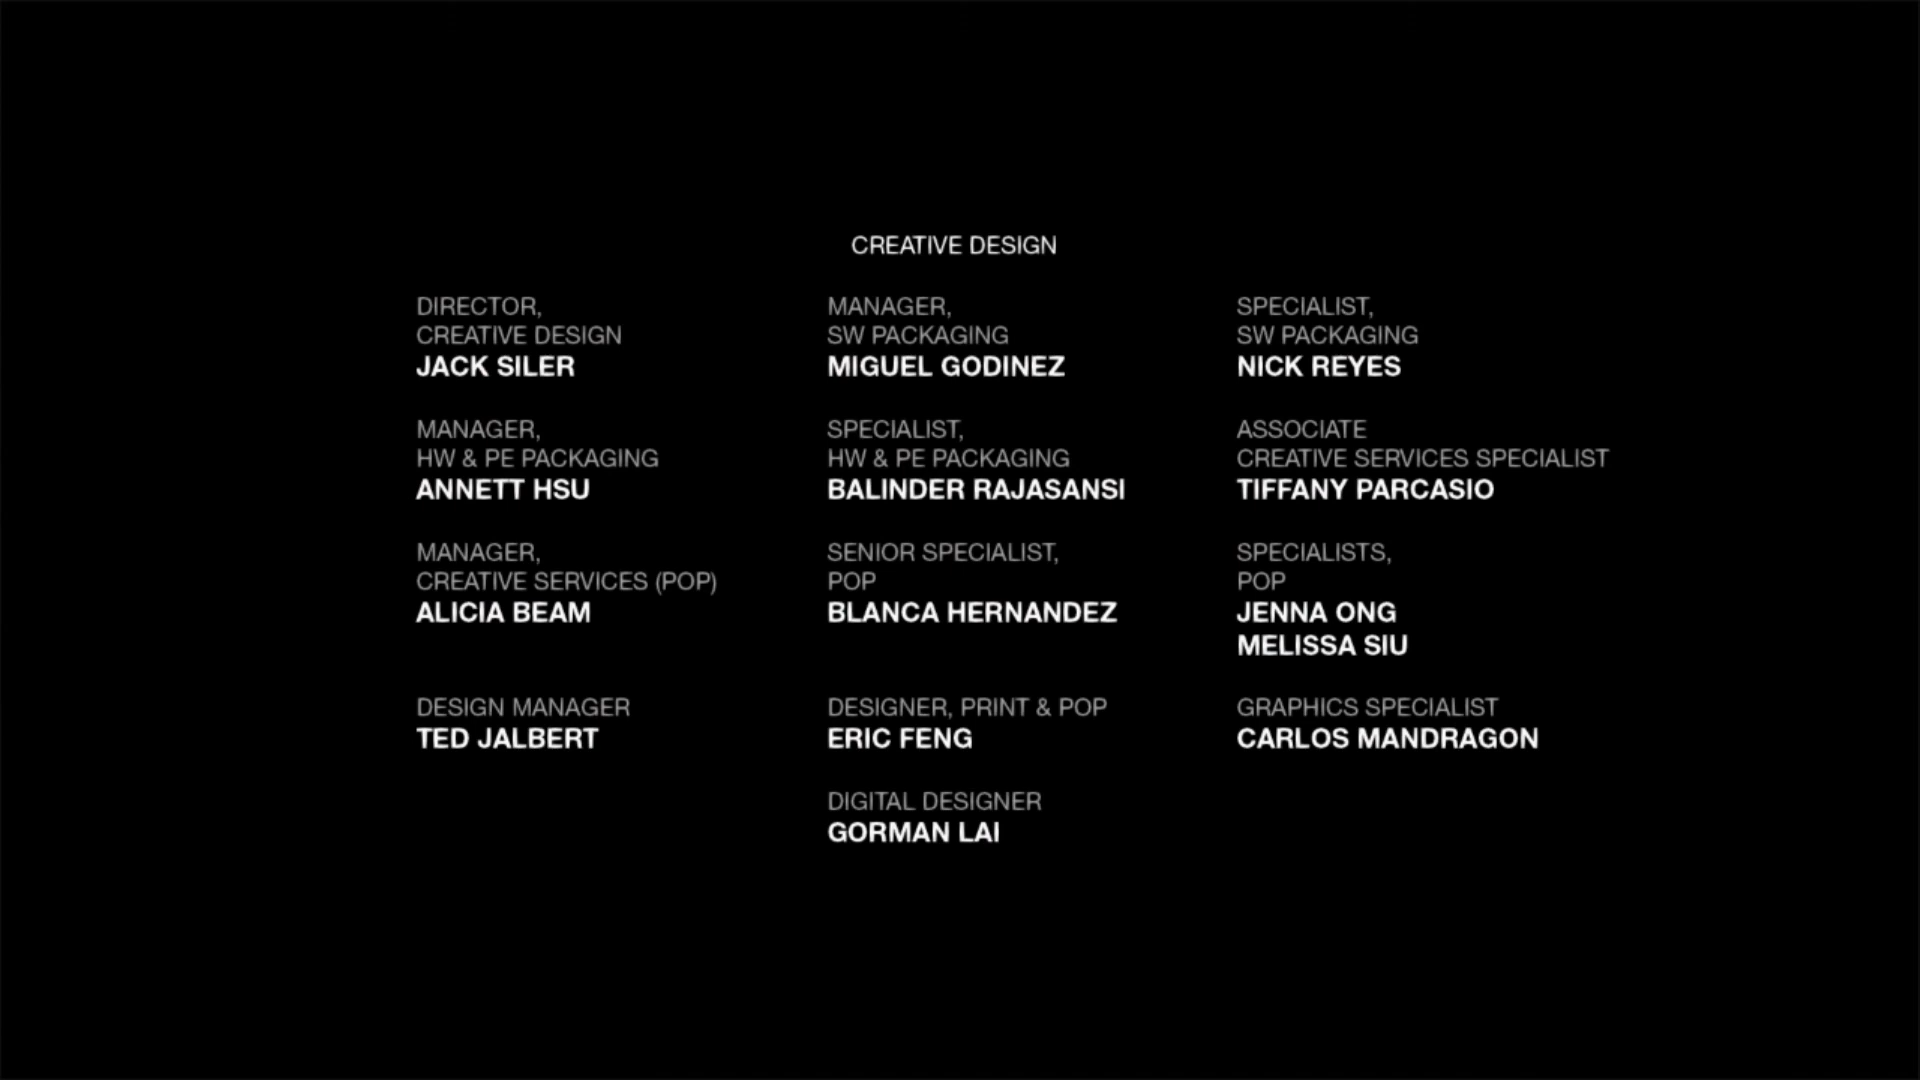 CREATIVE DESIGN
DIRECTOR,
CREATIVE DESIGN
JACK SILER
MANAGER,
SW PACKAGING
MIGUEL GODINEZ
SPECIALIST,
SW PACKAGING
NICK REYES
MANAGER,
HW & PE PACKAGING
ANNETT HSU
SPECIALIST,
HW & PE PACKAGING
BALINDER RAJASANSI
ASSOCIATE
CREATIVE SERVICES SPECIALIST
TIFFANY PARCASIO
MANAGER,
CREATIVE SERVICES (POP)
ALICIA BEAM
SENIOR SPECIALIST,
POP
BLANCA HERNANDEZ
SPECIALISTS,
POP
JENNA ONG
MELISSA SIU
DESIGN MANAGER
TED JALBERT
DESIGNER, PRINT & POP
ERIC FENG
GRAPHICS SPECIALIST
CARLOS MANDRAGON
DIGITAL DESIGNER
GORMAN LAI